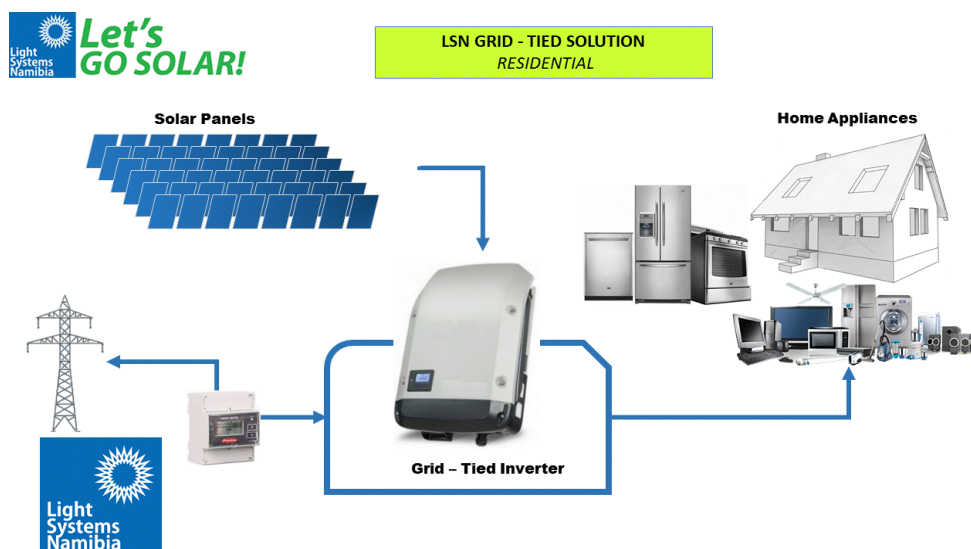 Light
Systems
Namibia
Let's
GO SOLAR!
LSN GRID - TIED SOLUTION
RESIDENTIAL
Solar Panels
Home Appliances
Grid – Tied Inverter
Light
Systems
Namibia